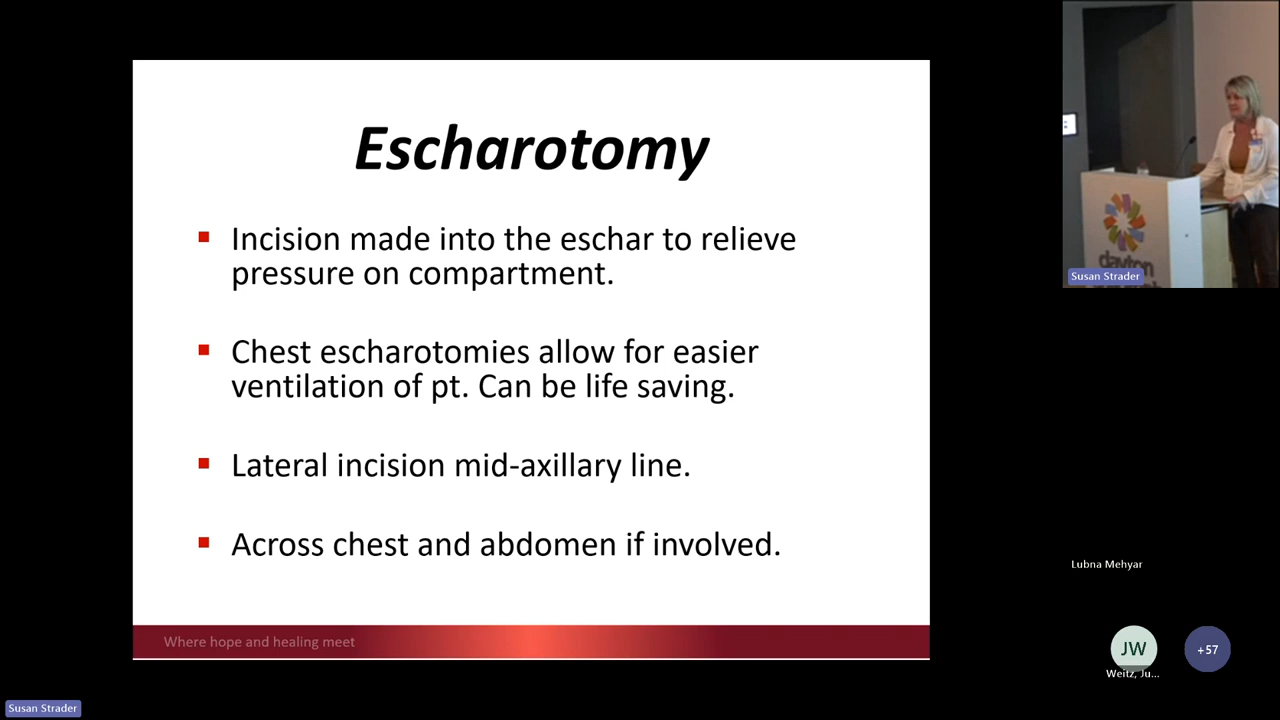 Escharotomy
Incision made into the eschar to relieve
pressure on compartment.
Chest escharotomies allow for easier
ventilation of pt. Can be life saving.
Lateral incision mid-axillary line.
Across chest and abdomen if involved.
Where hope and healing meet
Susan Strader
dayton
Susan Strader
Lubna Mehyar
JW
Weitz, Ju...
+57